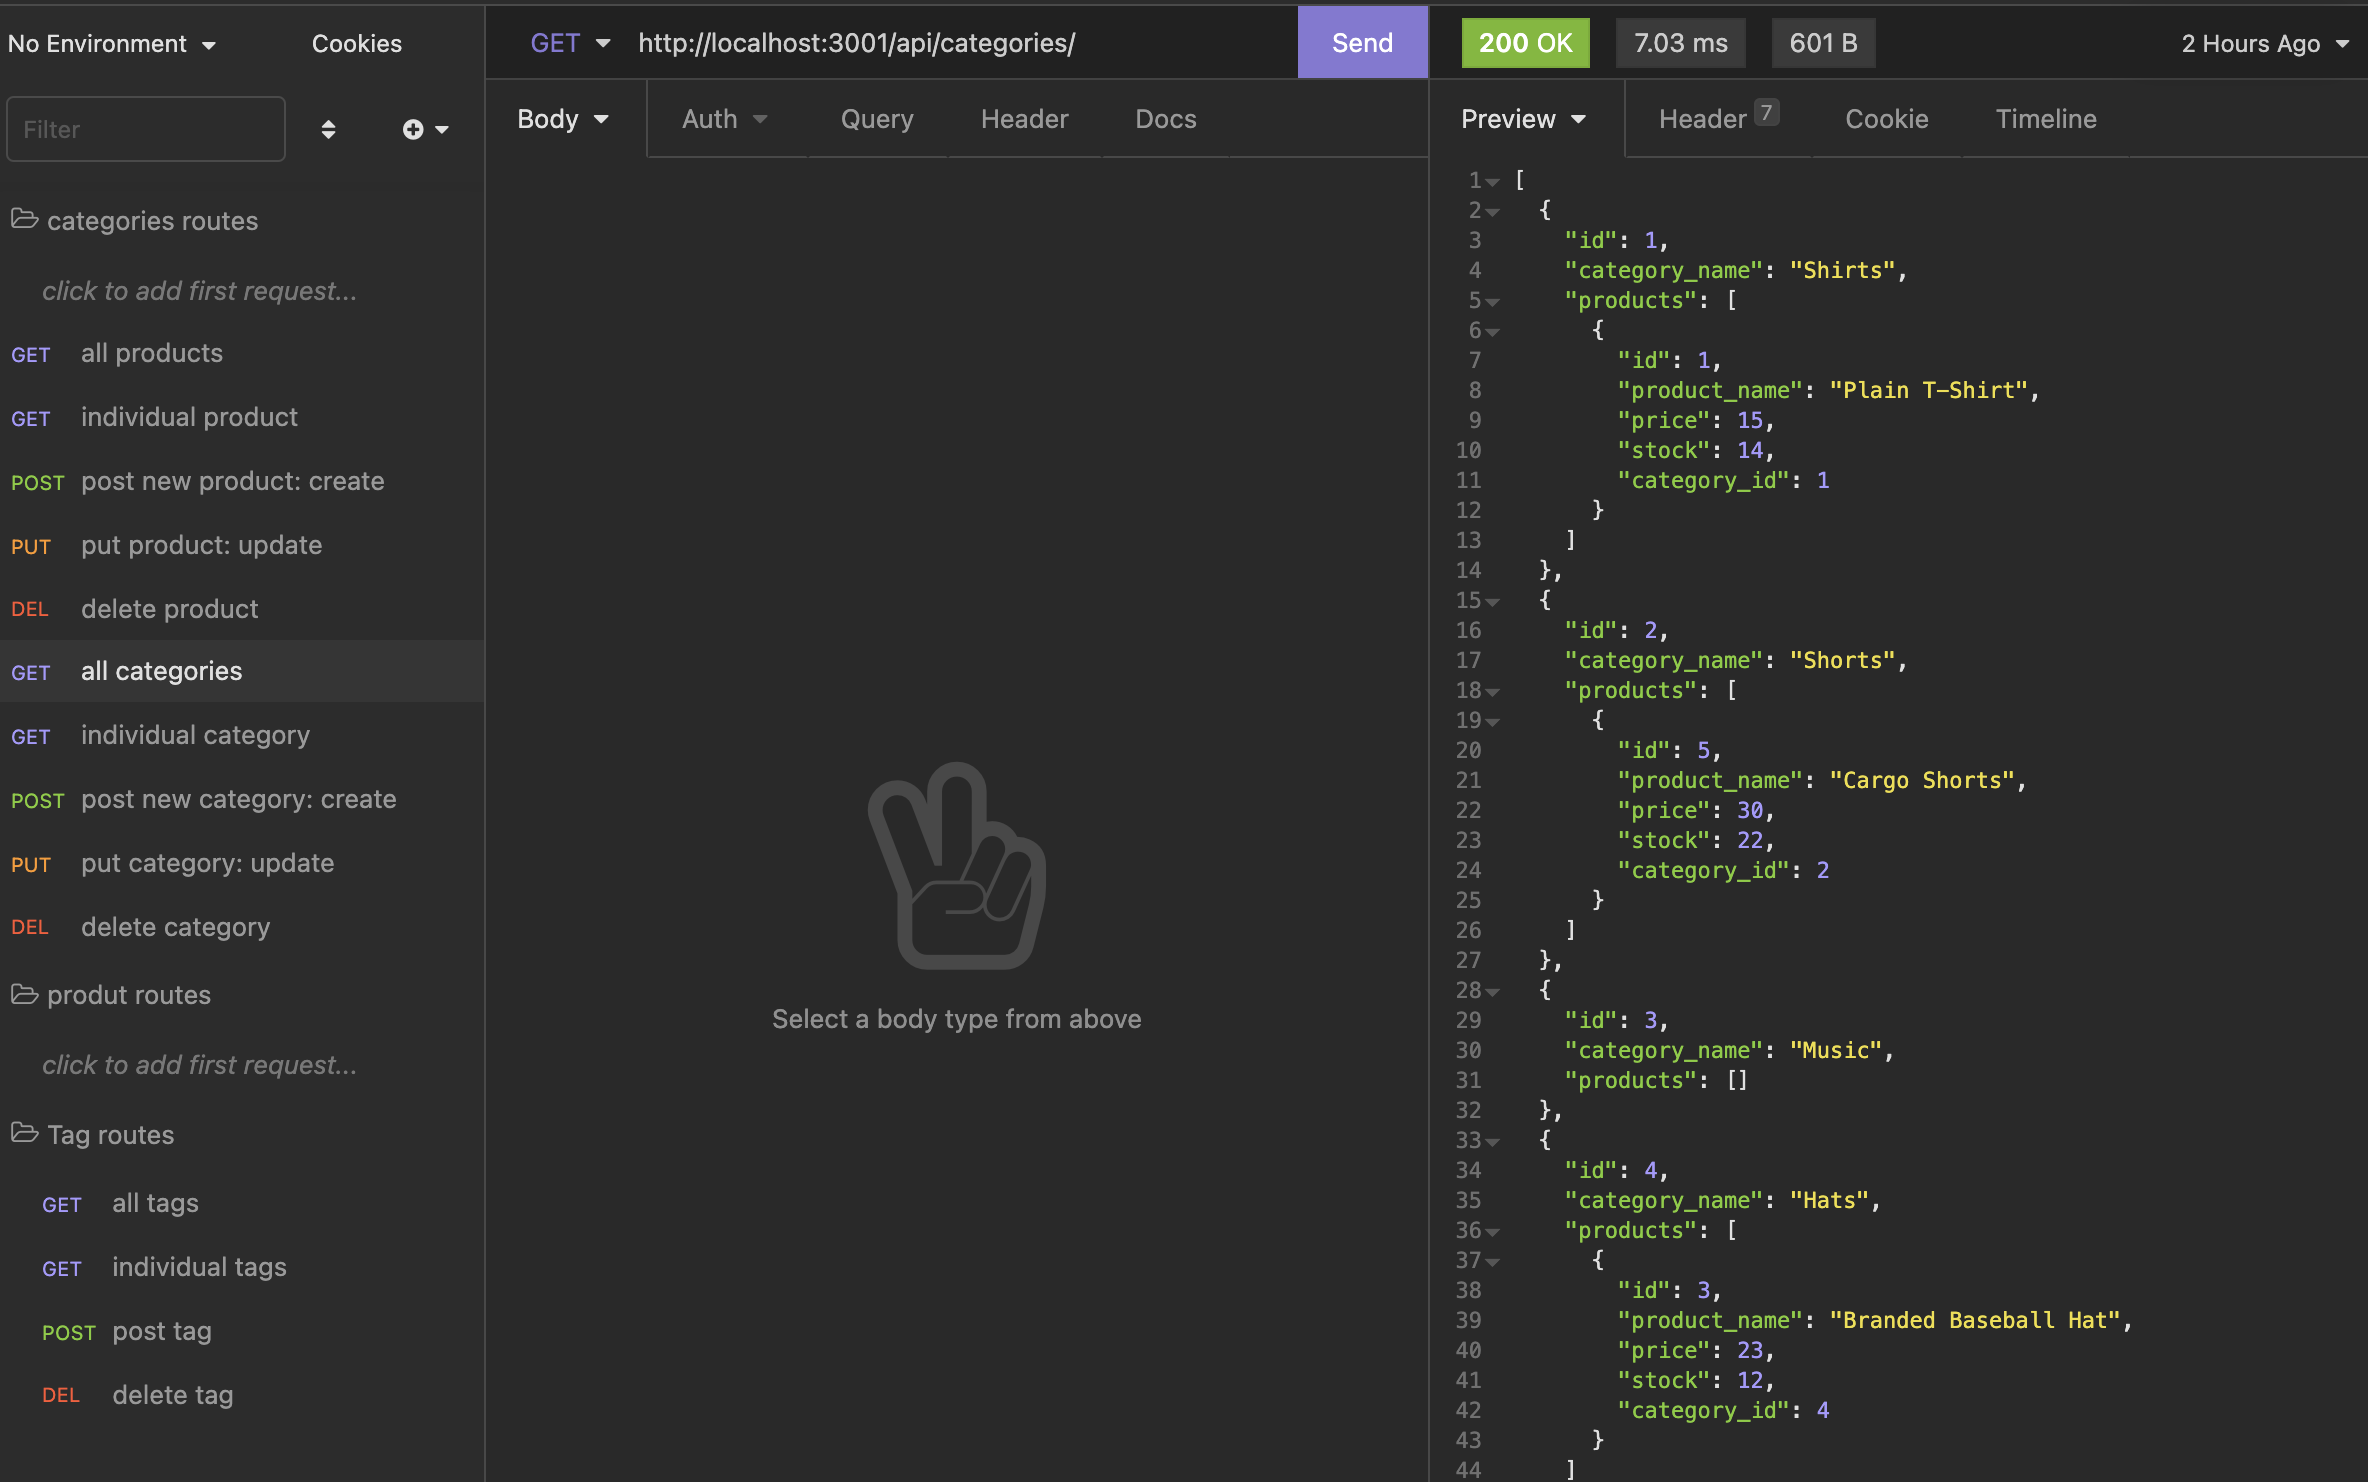 No Environment Cookies
Filter
categories routes
click to add first request...
GET all products
GET individual product
POST post new product: create
PUT put product: update
DEL delete product
GET all categories
GET individual category
POST post new category: create
PUT put category: update
DEL delete category
produt routes
click to add first request...
Tag routes
GET all tags
GET individual tags
POST post tag
DEL delete tag
GET http://localhost:3001/api/categories/ Send
Body Auth Query Header Docs
Select a body type from above
200 OK 7.03 ms 601 B 2 Hours Ago
Preview Header 7 Cookie Timeline
1 [
2 {
3 "id": 1,
4 "category_name": "Shirts",
5 "products": [
6 {
7 "id": 1,
8 "product_name": "Plain T-Shirt",
9 "price": 15,
10 "stock": 14,
11 "category_id": 1
12 }
13 ]
14 },
15 {
16 "id": 2,
17 "category_name": "Shorts",
18 "products": [
19 {
20 "id": 5,
21 "product_name": "Cargo Shorts",
22 "price": 30,
23 "stock": 22,
24 "category_id": 2
25 }
26 ]
27 },
28 {
29 "id": 3,
30 "category_name": "Music",
31 "products": []
32 },
33 {
34 "id": 4,
35 "category_name": "Hats",
36 "products": [
37 {
38 "id": 3,
39 "product_name": "Branded Baseball Hat",
40 "price": 23,
41 "stock": 12,
42 "category_id": 4
43 }
44 ]